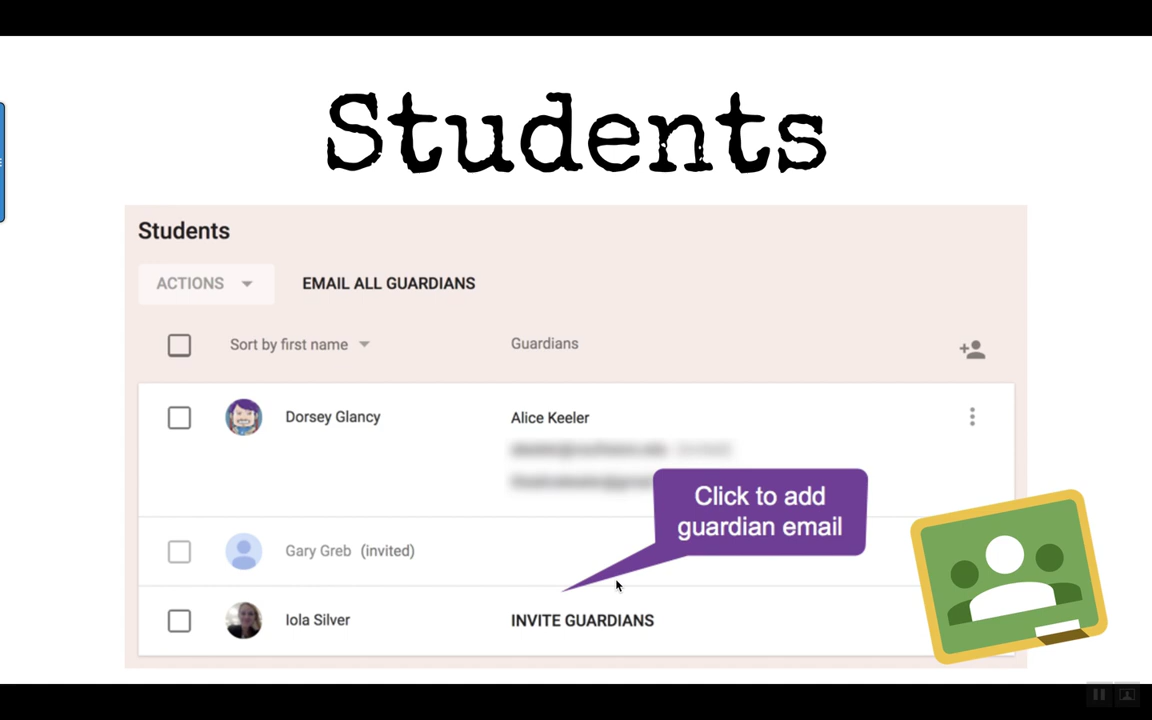 Students
Students
ACTIONS EMAIL ALL GUARDIANS
Sort by first name Guardians
Dorsey Glancy Alice Keeler
Click to add
guardian email
Gary Greb (invited)
Iola Silver INVITE GUARDIANS